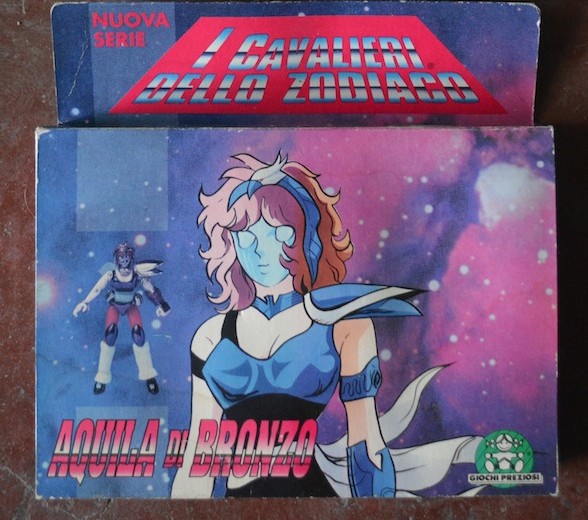 NUOVA
SERIE
I CAVALIERI
DELLO ZODIACO
AQUILA DI BRONZO
GIOCHI PREZIOSI